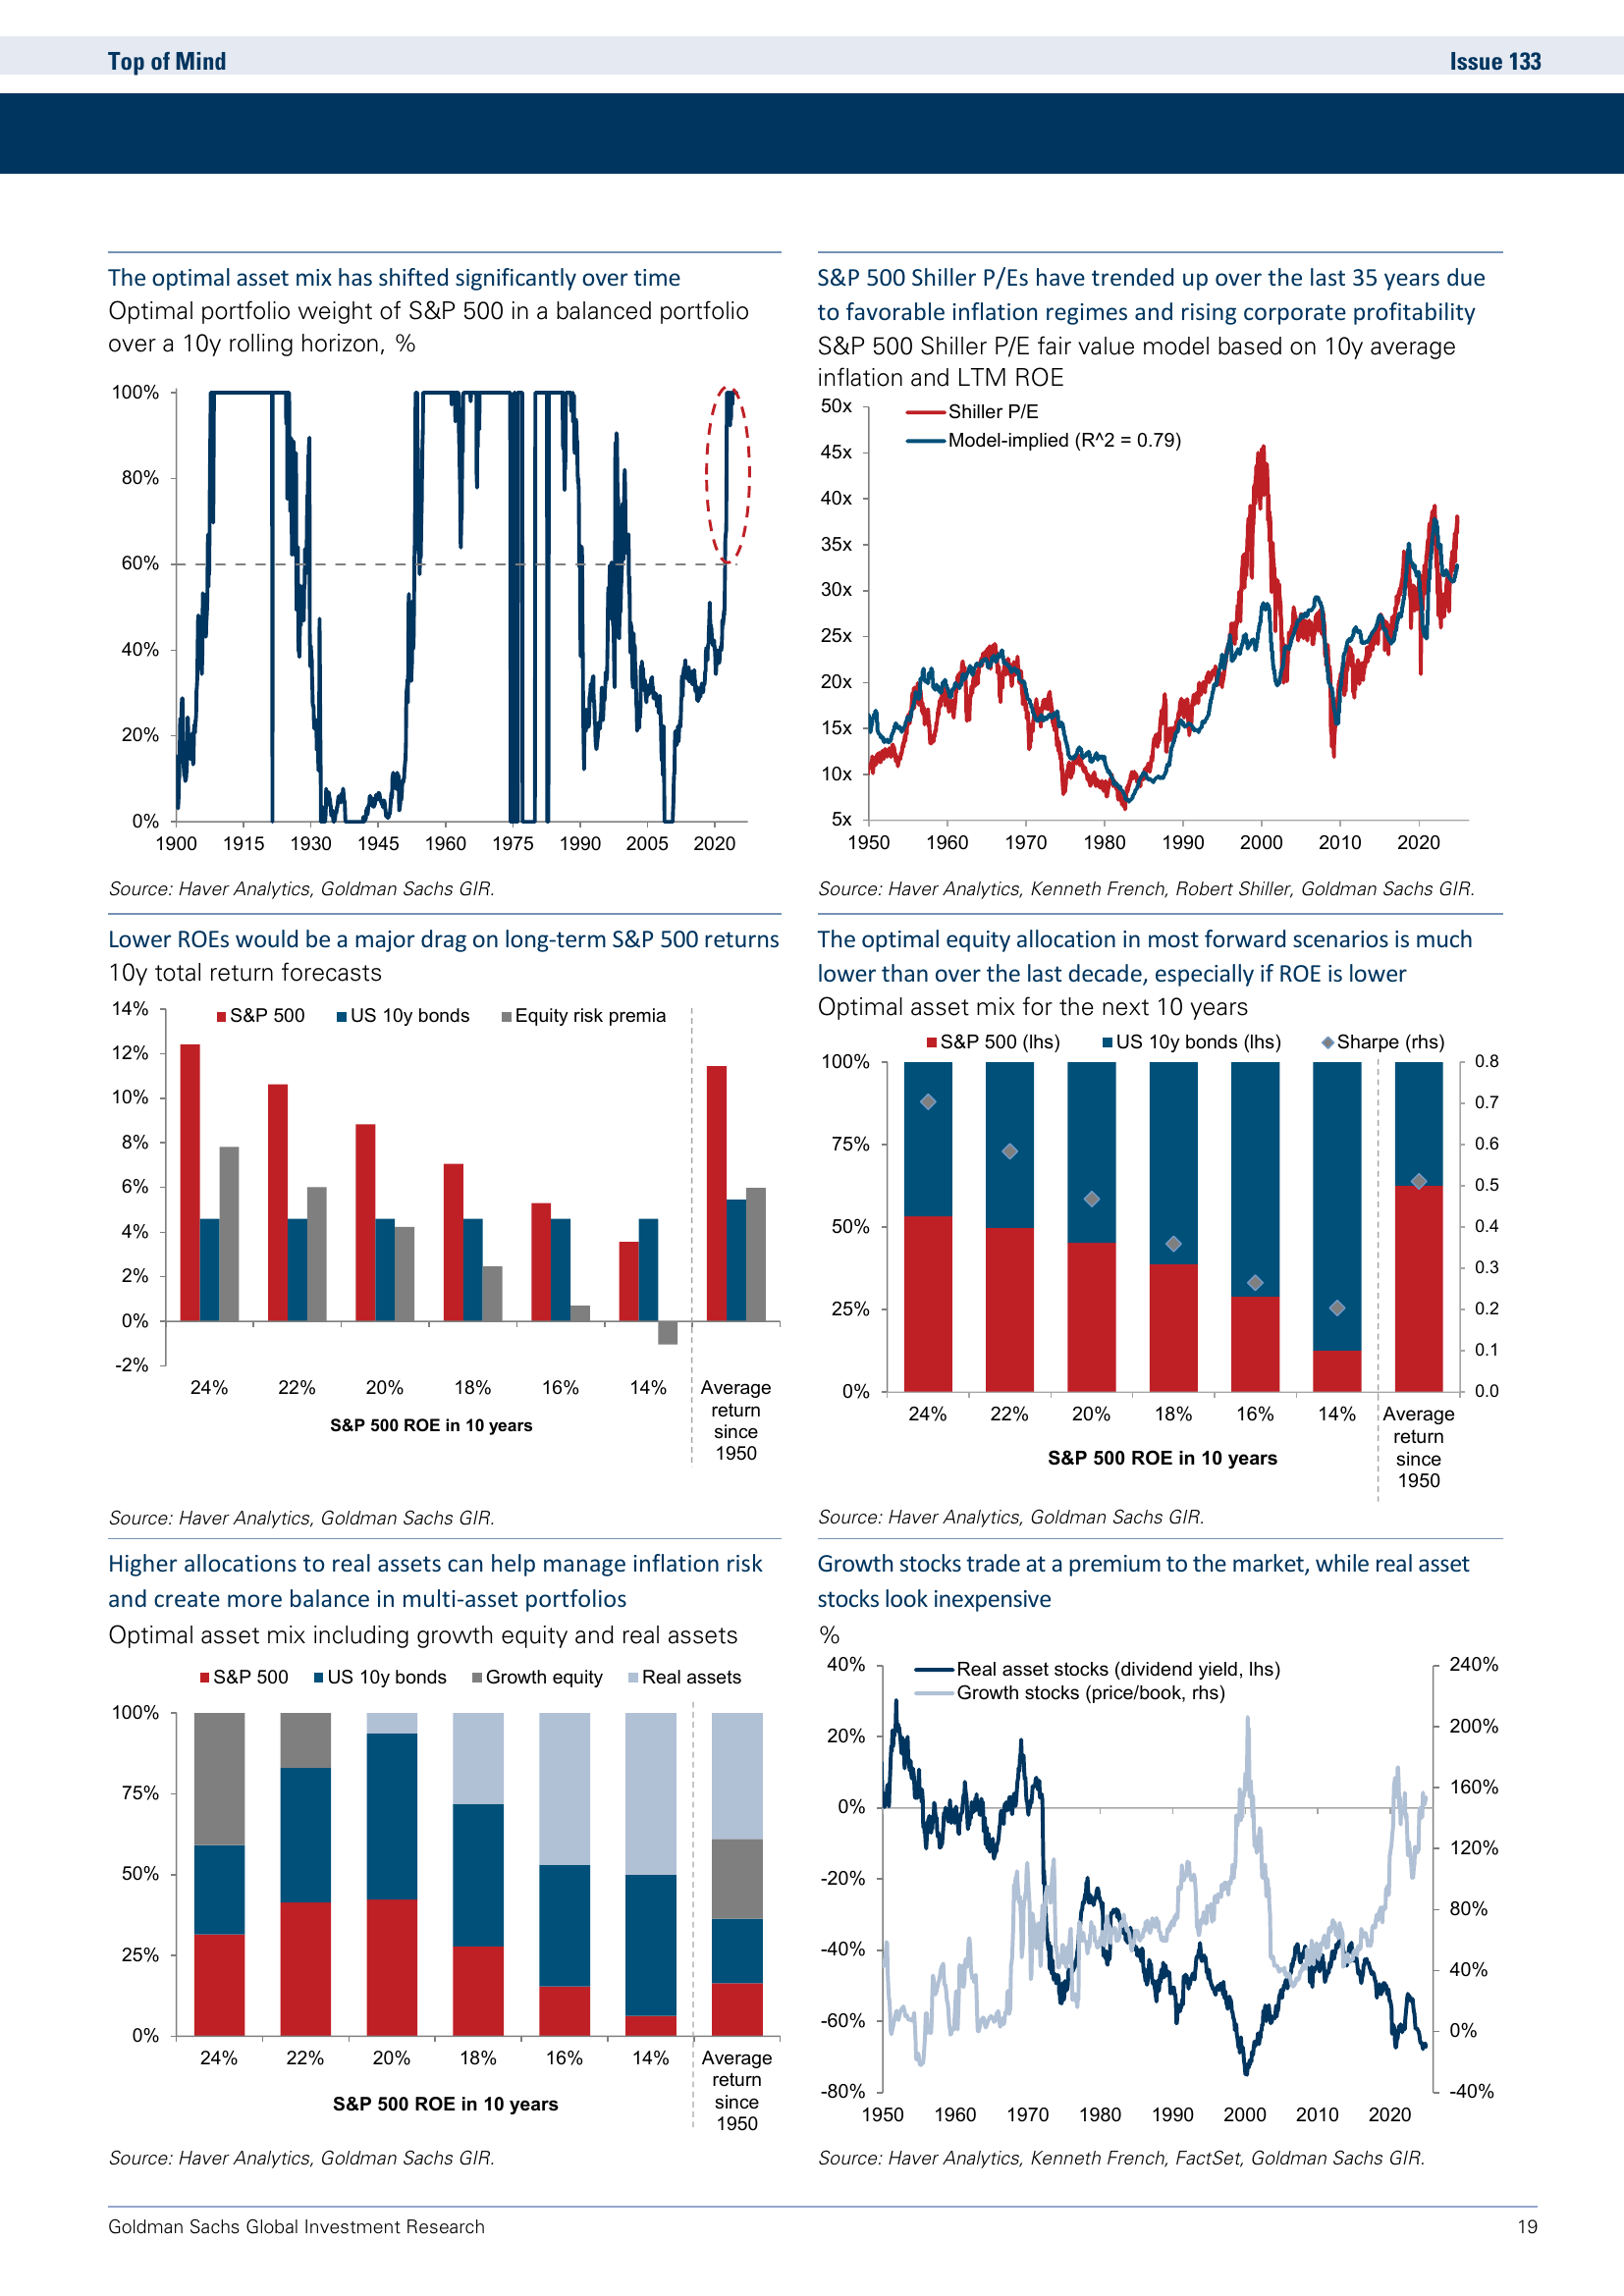 Top of Mind
Issue 133
The optimal asset mix has shifted significantly over time
Optimal portfolio weight of S&P 500 in a balanced portfolio
over a 10y rolling horizon, %
100%
80%
60%
40%
20%
0%
1900 1915 1930 1945 1960 1975 1990 2005 2020
Source: Haver Analytics, Goldman Sachs GIR.
S&P 500 Shiller P/Es have trended up over the last 35 years due
to favorable inflation regimes and rising corporate profitability
S&P 500 Shiller P/E fair value model based on 10y average
inflation and LTM ROE
Shiller P/E
Model-implied (R^2 = 0.79)
50x
45x
40x
35x
30x
25x
20x
15x
10x
5x
1950 1960 1970 1980 1990 2000 2010 2020
Source: Haver Analytics, Kenneth French, Robert Shiller, Goldman Sachs GIR.
Lower ROEs would be a major drag on long-term S&P 500 returns
10y total return forecasts
S&P 500 US 10y bonds Equity risk premia
14%
12%
10%
8%
6%
4%
2%
0%
-2%
24% 22% 20% 18% 16% 14% Average
return
since
1950
S&P 500 ROE in 10 years
Source: Haver Analytics, Goldman Sachs GIR.
The optimal equity allocation in most forward scenarios is much
lower than over the last decade, especially if ROE is lower
Optimal asset mix for the next 10 years
S&P 500 (lhs) US 10y bonds (lhs) Sharpe (rhs)
100%
75%
50%
25%
0%
0.8
0.7
0.6
0.5
0.4
0.3
0.2
0.1
0.0
24% 22% 20% 18% 16% 14% Average
return
since
1950
S&P 500 ROE in 10 years
Source: Haver Analytics, Goldman Sachs GIR.
Higher allocations to real assets can help manage inflation risk
and create more balance in multi-asset portfolios
Optimal asset mix including growth equity and real assets
S&P 500 US 10y bonds Growth equity Real assets
100%
75%
50%
25%
0%
24% 22% 20% 18% 16% 14% Average
return
since
1950
S&P 500 ROE in 10 years
Source: Haver Analytics, Goldman Sachs GIR.
Growth stocks trade at a premium to the market, while real asset
stocks look inexpensive
%
Real asset stocks (dividend yield, lhs)
Growth stocks (price/book, rhs)
40%
20%
0%
-20%
-40%
-60%
-80%
240%
200%
160%
120%
80%
40%
0%
-40%
1950 1960 1970 1980 1990 2000 2010 2020
Source: Haver Analytics, Kenneth French, FactSet, Goldman Sachs GIR.
Goldman Sachs Global Investment Research
19